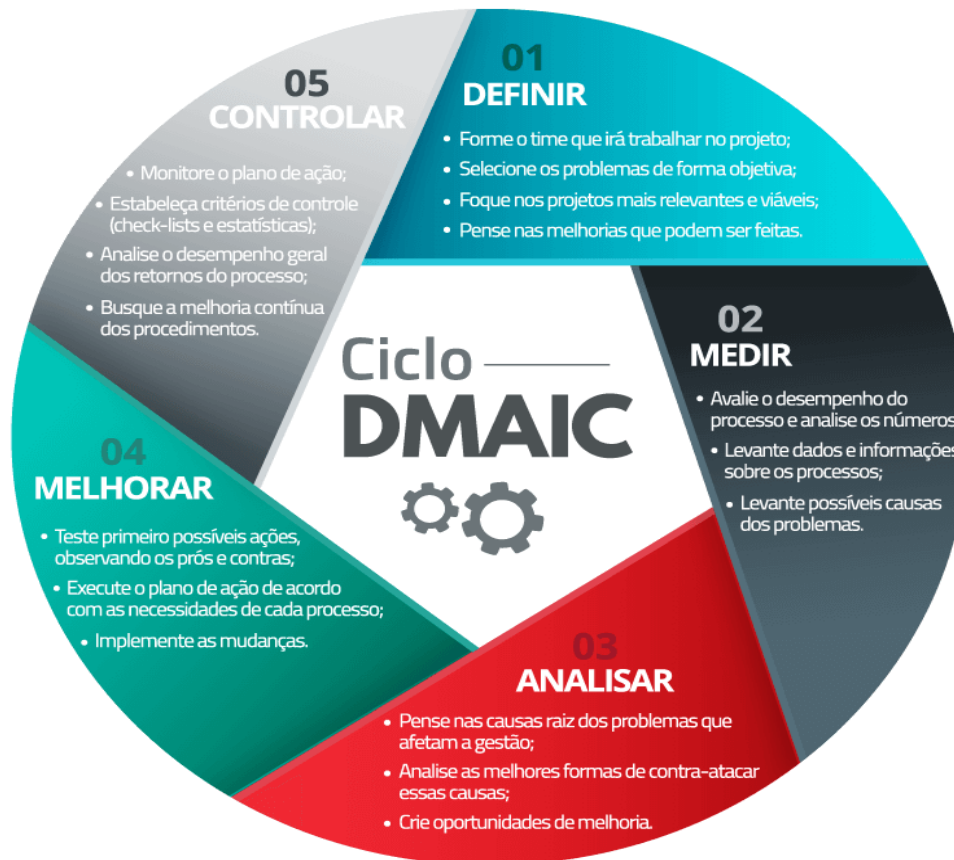 Ciclo
DMAIC
01
DEFINIR
• Forme o time que irá trabalhar no projeto;
• Selecione os problemas de forma objetiva;
• Foque nos projetos mais relevantes e viáveis;
• Pense nas melhorias que podem ser feitas.
02
MEDIR
• Avalie o desempenho do
processo e analise os números
• Levante dados e informações
sobre os processos;
• Levante possíveis causas
dos problemas.
03
ANALISAR
• Pense nas causas raiz dos problemas que
afetam a gestão;
• Analise as melhores formas de contra-atacar
essas causas;
• Crie oportunidades de melhoria.
04
MELHORAR
• Teste primeiro possíveis ações,
observando os prós e contras;
• Execute o plano de ação de acordo
com as necessidades de cada processo;
• Implemente as mudanças.
05
CONTROLAR
• Monitore o plano de ação;
• Estabeleça critérios de controle
(check-lists e estatísticas);
• Analise o desempenho geral
dos retornos do processo;
• Busque a melhoria contínua
dos procedimentos.